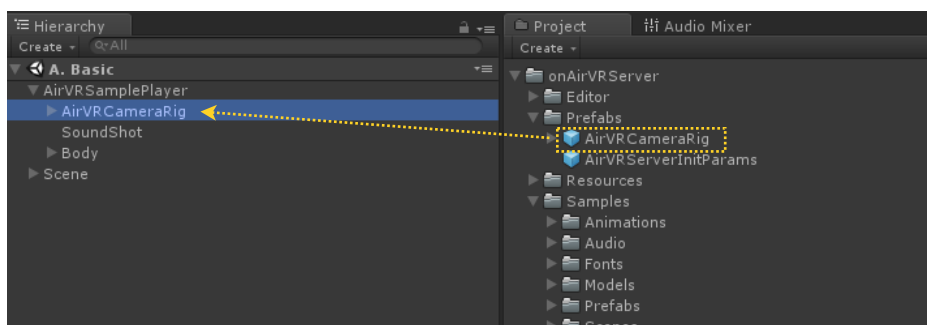 Hierarchy
Create
All
A. Basic
AirVRSamplePlayer
AirVRCameraRig
SoundShot
Body
Scene
Project
Audio Mixer
Create
onAirVRServer
Editor
Prefabs
AirVRCameraRig
AirVRServerInitParams
Resources
Samples
Animations
Audio
Fonts
Models
Prefabs
Scenes